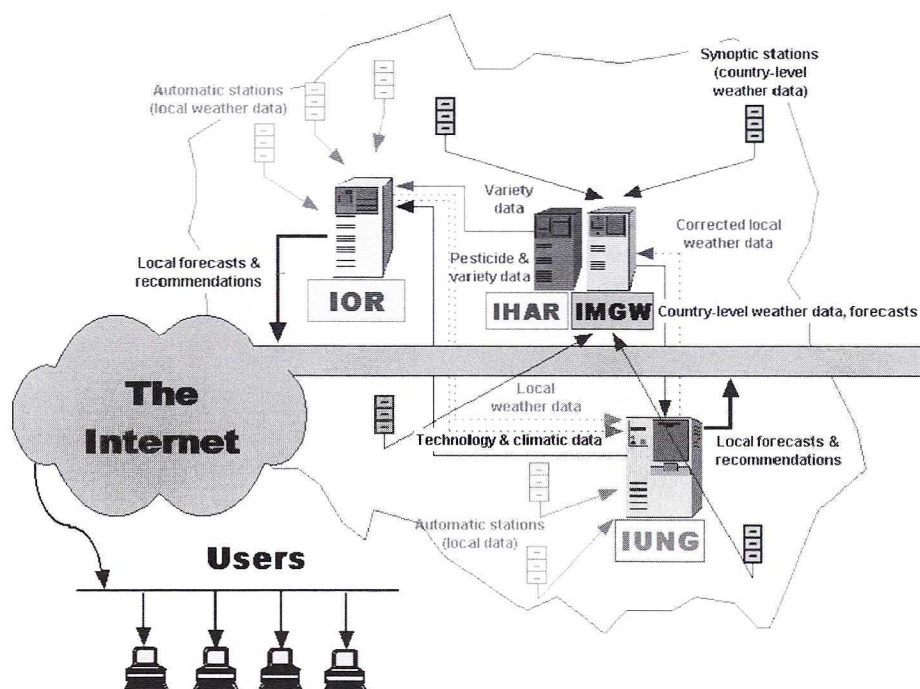 Synoptic stations
(country-level
weather data)
Automatic stations
(local weather data)
Variety
data
Corrected local
weather data
Pesticide &
variety data
Local forecasts &
recommendations
IOR
IHAR
IMGW
Country-level weather data, forecasts
The
Internet
Local
weather data
Technology & climatic data
Local forecasts &
recommendations
Automatic stations
(local data)
IUNG
Users